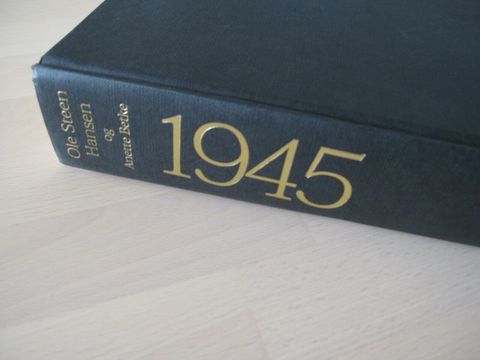 Ole Steen
Hansen
og
Anette Betke
1945